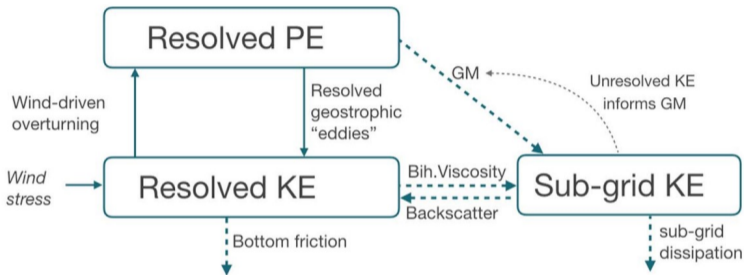 Resolved PE
GM
Unresolved KE
informs GM
Wind-driven
overturning
Resolved
geostrophic
“eddies”
Wind
stress
Resolved KE
Bih.Viscosity
Backscatter
Sub-grid KE
Bottom friction
sub-grid
dissipation